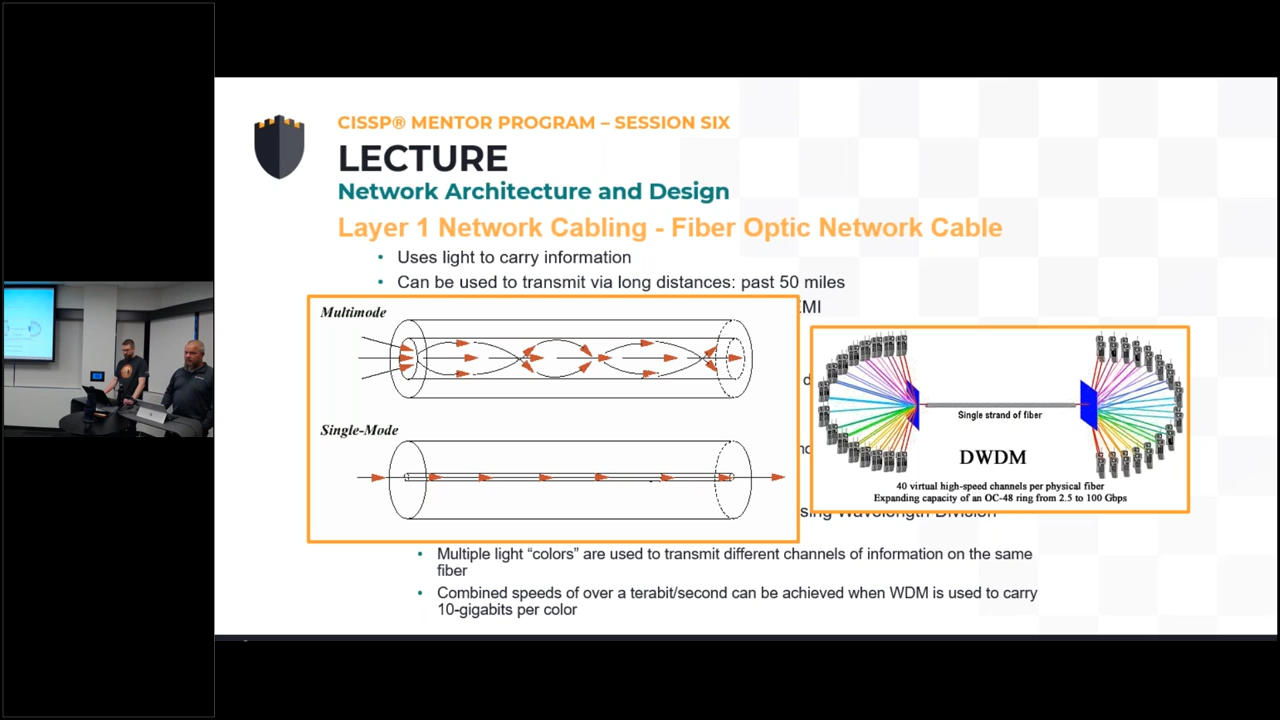 CISSP® MENTOR PROGRAM – SESSION SIX
LECTURE
Network Architecture and Design
Layer 1 Network Cabling - Fiber Optic Network Cable
• Uses light to carry information
• Can be used to transmit via long distances: past 50 miles
EMI
Multimode
Single-Mode
Single strand of fiber
DWDM
40 virtual high-speed channels per physical fiber
Expanding capacity of an OC-48 ring from 2.5 to 100 Gbps
sing Wavelength Division
• Multiple light “colors” are used to transmit different channels of information on the same
fiber
• Combined speeds of over a terabit/second can be achieved when WDM is used to carry
10-gigabits per color